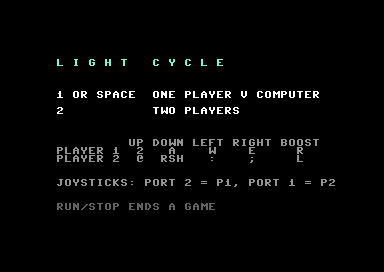 L I G H T  C Y C L E
1 OR SPACE  ONE PLAYER V COMPUTER
2           TWO PLAYERS
UP DOWN LEFT RIGHT BOOST
PLAYER 1  2  A  W  E  R
PLAYER 2  @  RSH  :  ;  L
JOYSTICKS: PORT 2 = P1, PORT 1 = P2
RUN/STOP ENDS A GAME